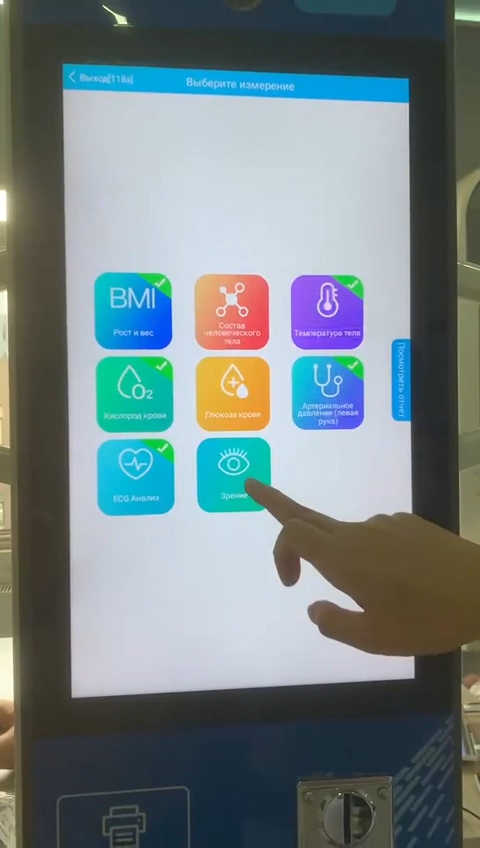 Выход[118s]
Выберите измерение
BMI
Рост и вес
Состав
человеческого
тела
Температура тела
O₂
Кислород крови
Глюкоза крови
Артериальное
давление (левая
рука)
Посмотреть отчет
ECG Анализ
Зрение